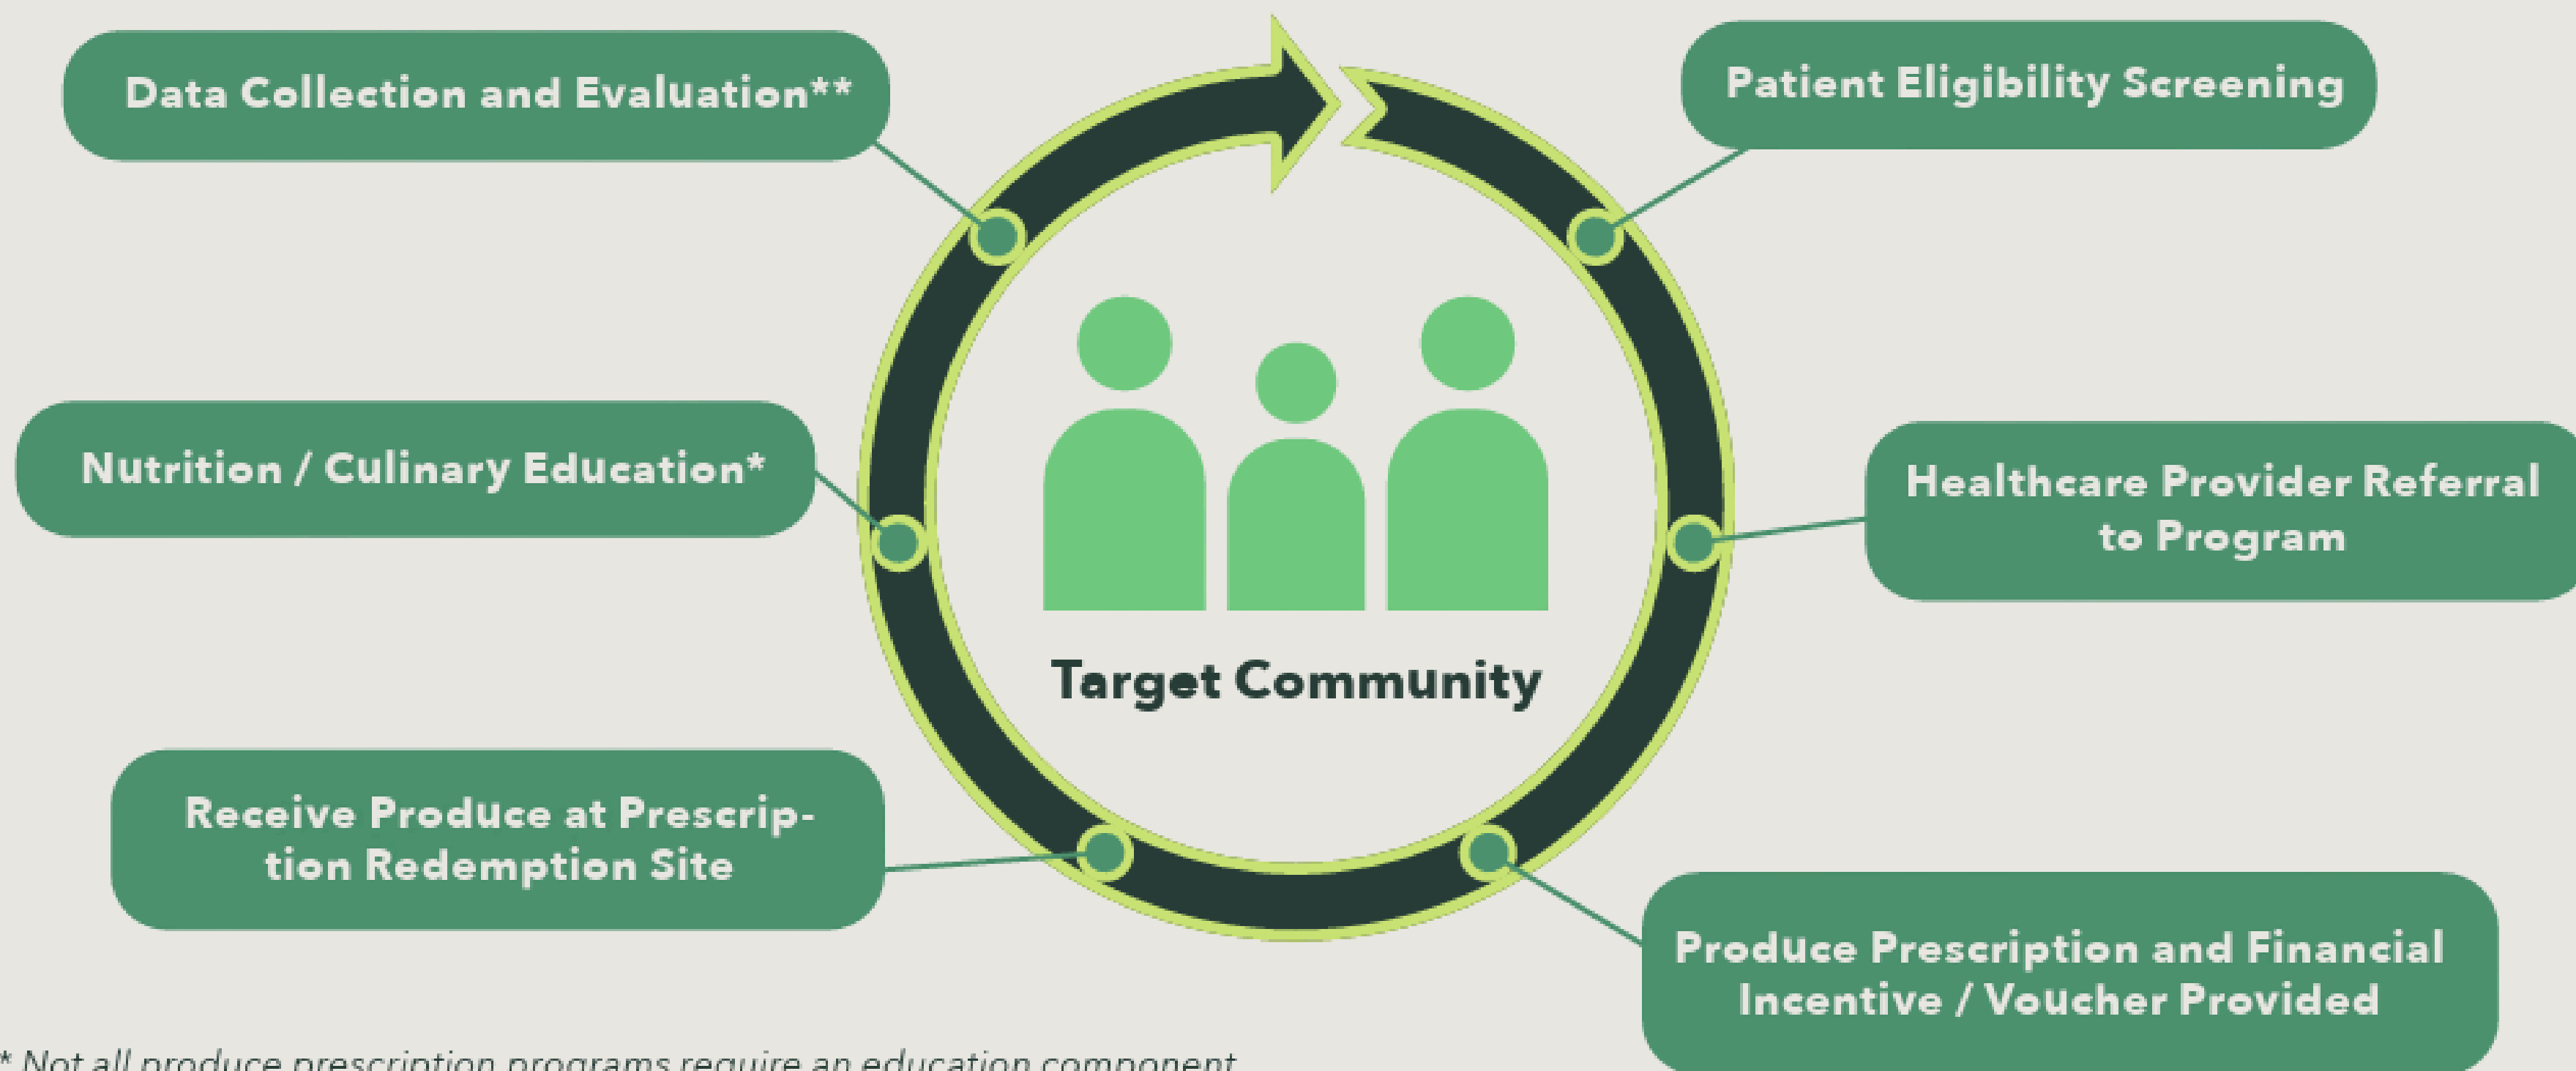 Data Collection and Evaluation**
Patient Eligibility Screening
Nutrition / Culinary Education*
Healthcare Provider Referral
to Program
Target Community
Receive Produce at Prescrip-
tion Redemption Site
Produce Prescription and Financial
Incentive / Voucher Provided
* Not all produce prescription programs require an education component